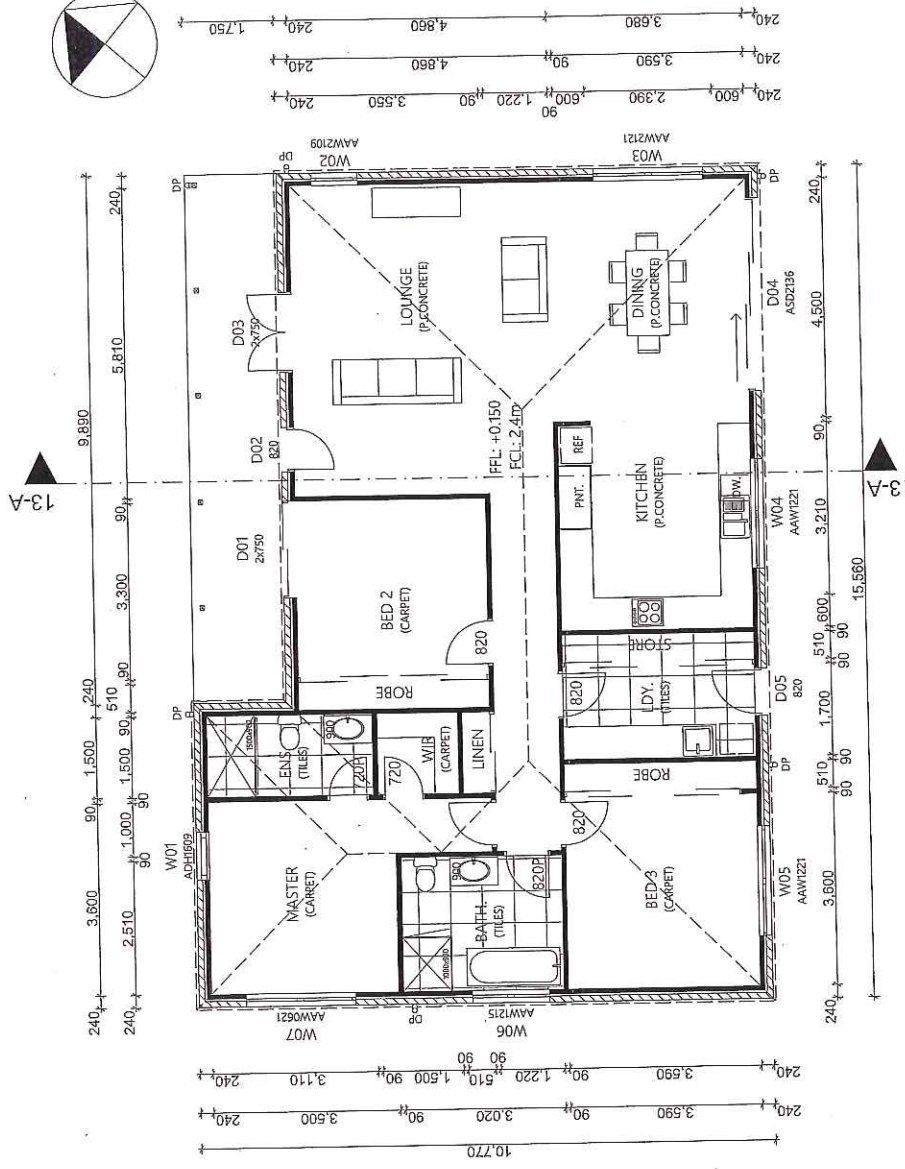 1,750
240
4,860
3,680
240
240
4,860
90
3,590
240
240
3,550
90
1,220
90
600
2,390
600
240
9,890
240
5,810
90
3,300
90
510
240
1,500
90
3,600
240
90
1,500
90
1,000
90
2,510
240
13-A
DP
DP
W02
AAW2109
W03
AAW2121
DP
D03
2x750
D02
820
D01
2x750
DP
LOUNGE
(P.CONCRETE)
DINING
(P.CONCRETE)
D04
ASD2136
FFL: +0.150
FCL: 2.4m
REF
PNT.
KITCHEN
(P.CONCRETE)
DW.
W04
AAW1221
BED 2
(CARPET)
820
ROBE
STORE
820
LDY.
(TILES)
D05
820
DP
1500x900
ENS
(TILES)
900
720P
WIR
(CARPET)
720
LINEN
ROBE
W01
ADH1609
MASTER
(CARPET)
820
900
820P
BATH.
(TILES)
1000x900
BED 3
(CARPET)
W05
AAW1221
W07
AAW0621
DP
W06
AAW1215
240
4,500
90
3,210
600
90
510
90
1,700
90
510
90
3,600
240
15,560
3-A
240
3,110
90
1,500
90
510
90
1,220
90
3,590
240
240
3,500
90
3,020
90
3,590
240
10,770